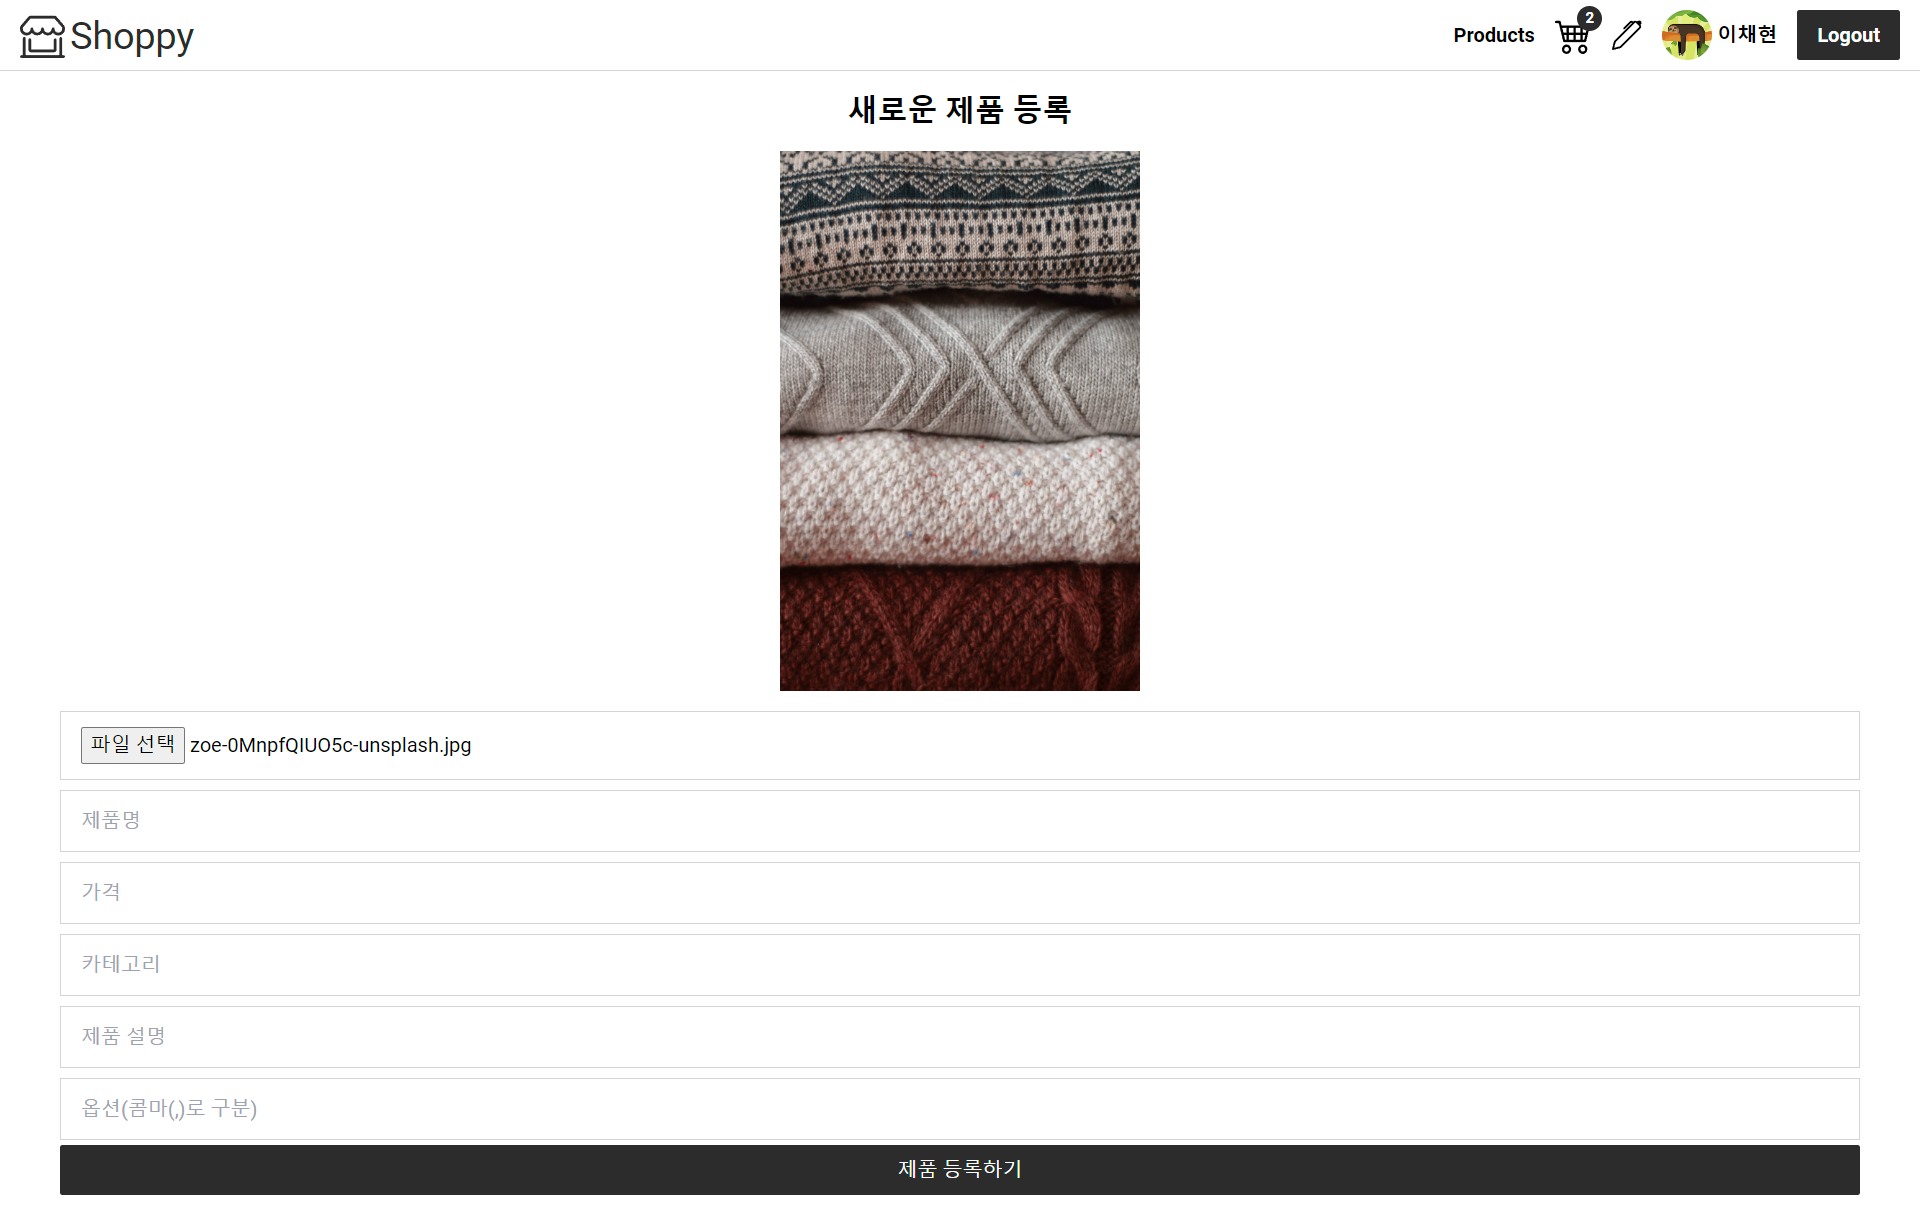 Shoppy
Products
2
이채현
Logout
새로운 제품 등록
파일 선택 zoe-0MnpfQIUO5c-unsplash.jpg
제품명
가격
카테고리
제품 설명
옵션(콤마(,)로 구분)
제품 등록하기